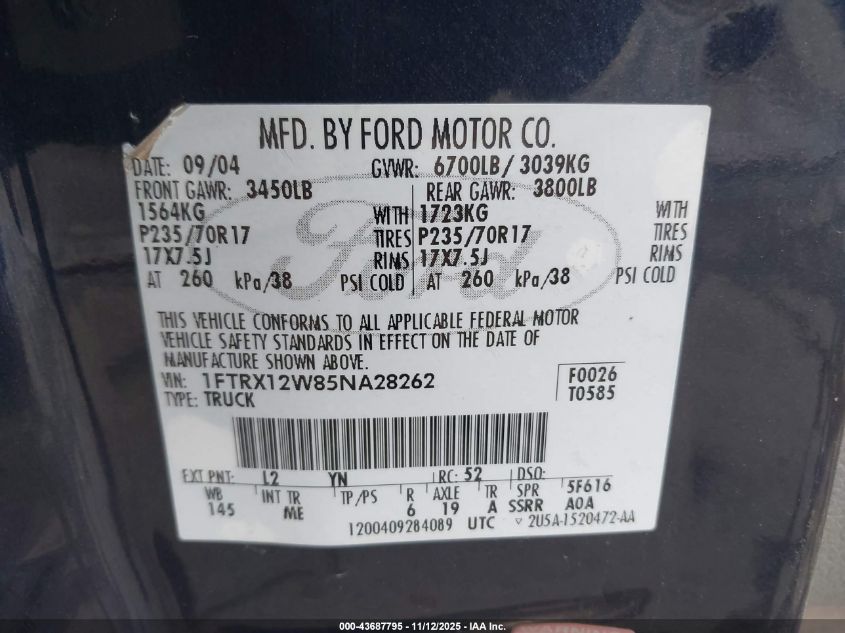 MFD. BY FORD MOTOR CO.
DATE: 09/04 GVWR: 6700LB/ 3039KG
FRONT GAWR: 3450LB REAR GAWR: 3800LB
1564KG WITH 1723KG WITH
P235/70R17 TIRES P235/70R17 TIRES
17X7.5J RIMS 17X7.5J RIMS
AT 260 kPa/38 PSI COLD AT 260 kPa/38 PSI COLD
Ford
THIS VEHICLE CONFORMS TO ALL APPLICABLE FEDERAL MOTOR
VEHICLE SAFETY STANDARDS IN EFFECT ON THE DATE OF
MANUFACTURE SHOWN ABOVE.
VIN: 1FTRX12W85NA28262 F0026
TYPE: TRUCK T0585
EXT PNT: L2 YN RC: 52 DSO:
WB INT TR TP/PS R AXLE TR SPR 5F616
145 ME 6 19 A SSRR A0A
1200409284089 UTC ▽ 2U5A-1520472-AA
000-43687795 - 11/12/2025 - IAA Inc.